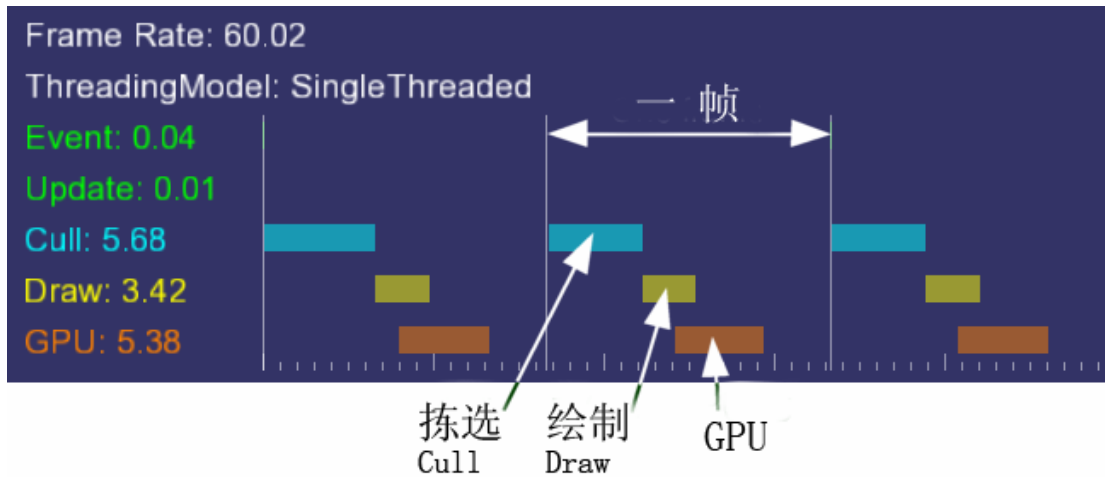 Frame Rate: 60.02
ThreadingModel: SingleThreaded
一 帧
Event: 0.04
Update: 0.01
Cull: 5.68
Draw: 3.42
GPU: 5.38
拣选
Cull
绘制
Draw
GPU